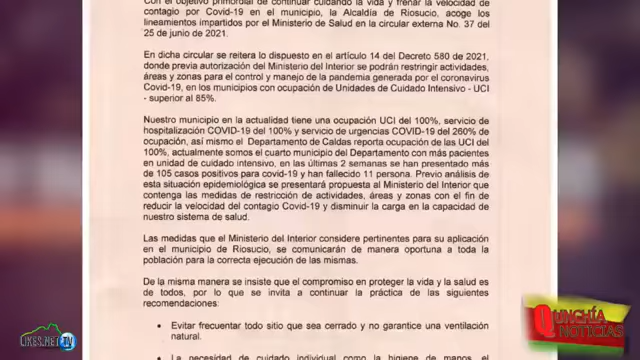 Con el objetivo primordial de continuar cuidando la vida y frenar la velocidad de
contagio por Covid-19 en el municipio, la Alcaldía de Riosucio, acoge los
lineamientos impartidos por el Ministerio de Salud en la circular externa No. 37 del
25 de junio de 2021.
En dicha circular se reitera lo dispuesto en el artículo 14 del Decreto 580 de 2021,
donde previa autorización del Ministerio del Interior se podrán restringir actividades,
áreas y zonas para el control y manejo de la pandemia generada por el coronavirus
Covid-19, en los municipios con ocupación de Unidades de Cuidado Intensivo - UCI
- superior al 85%.
Nuestro municipio en la actualidad tiene una ocupación UCI del 100%, servicio de
hospitalización COVID-19 del 100% y servicio de urgencias COVID-19 del 260% de
ocupación, así mismo el Departamento de Caldas reporta ocupación de las UCI del
100%, actualmente somos el cuarto municipio del Departamento con más pacientes
en unidad de cuidado intensivo, en las últimas 2 semanas se han presentado más
de 105 casos positivos para covid-19 y han fallecido 11 persona. Previo análisis de
esta situación epidemiológica se presentará propuesta al Ministerio del Interior que
contenga las medidas de restricción de actividades, áreas y zonas con el fin de
reducir la velocidad del contagio Covid-19 y disminuir la carga en la capacidad de
nuestro sistema de salud.
Las medidas que el Ministerio del Interior considere pertinentes para su aplicación
en el municipio de Riosucio, se comunicarán de manera oportuna a toda la
población para la correcta ejecución de las mismas.
De la misma manera se insiste que el compromiso en proteger la vida y la salud es
de todos, por lo que se invita a continuar la práctica de las siguientes
recomendaciones:
• Evitar frecuentar todo sitio que sea cerrado y no garantice una ventilación
natural.
• La necesidad de cuidado individual como la higiene de manos, el
LIKES.NET TV
QUINCHÍA
NOTICIAS